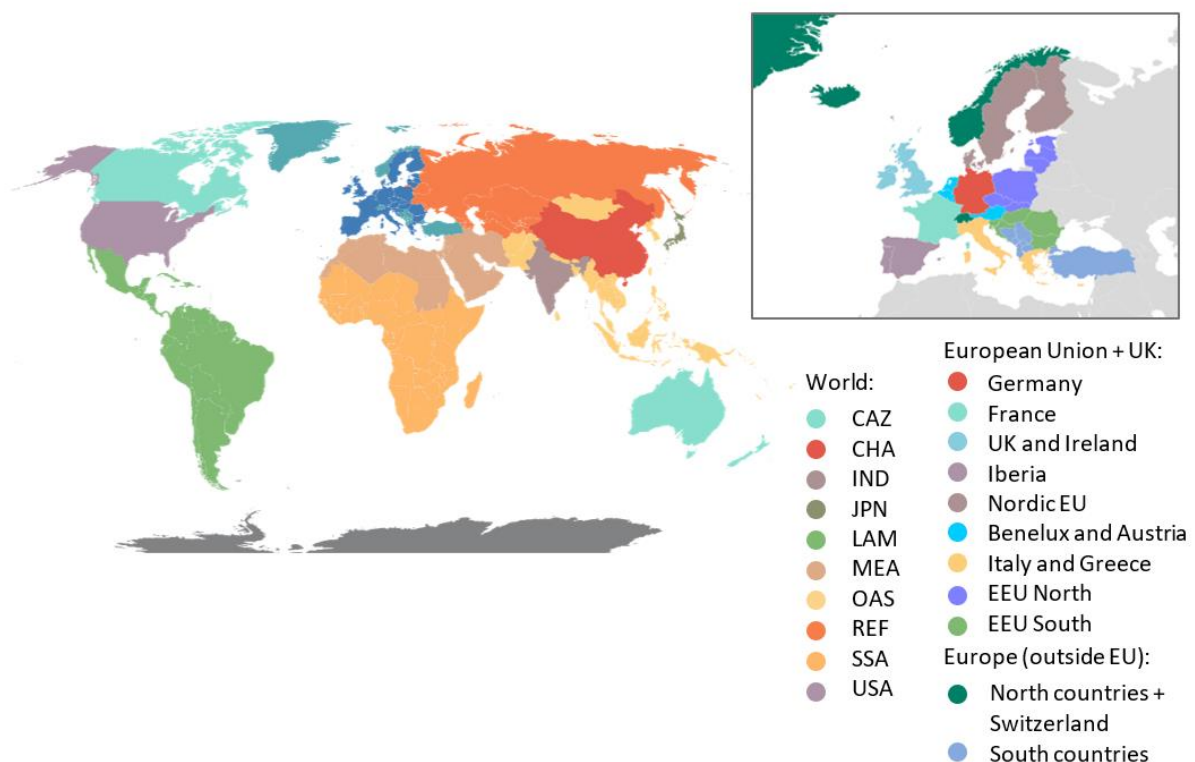 World:
CAZ
CHA
IND
JPN
LAM
MEA
OAS
REF
SSA
USA
European Union + UK:
Germany
France
UK and Ireland
Iberia
Nordic EU
Benelux and Austria
Italy and Greece
EEU North
EEU South
Europe (outside EU):
North countries +
Switzerland
South countries